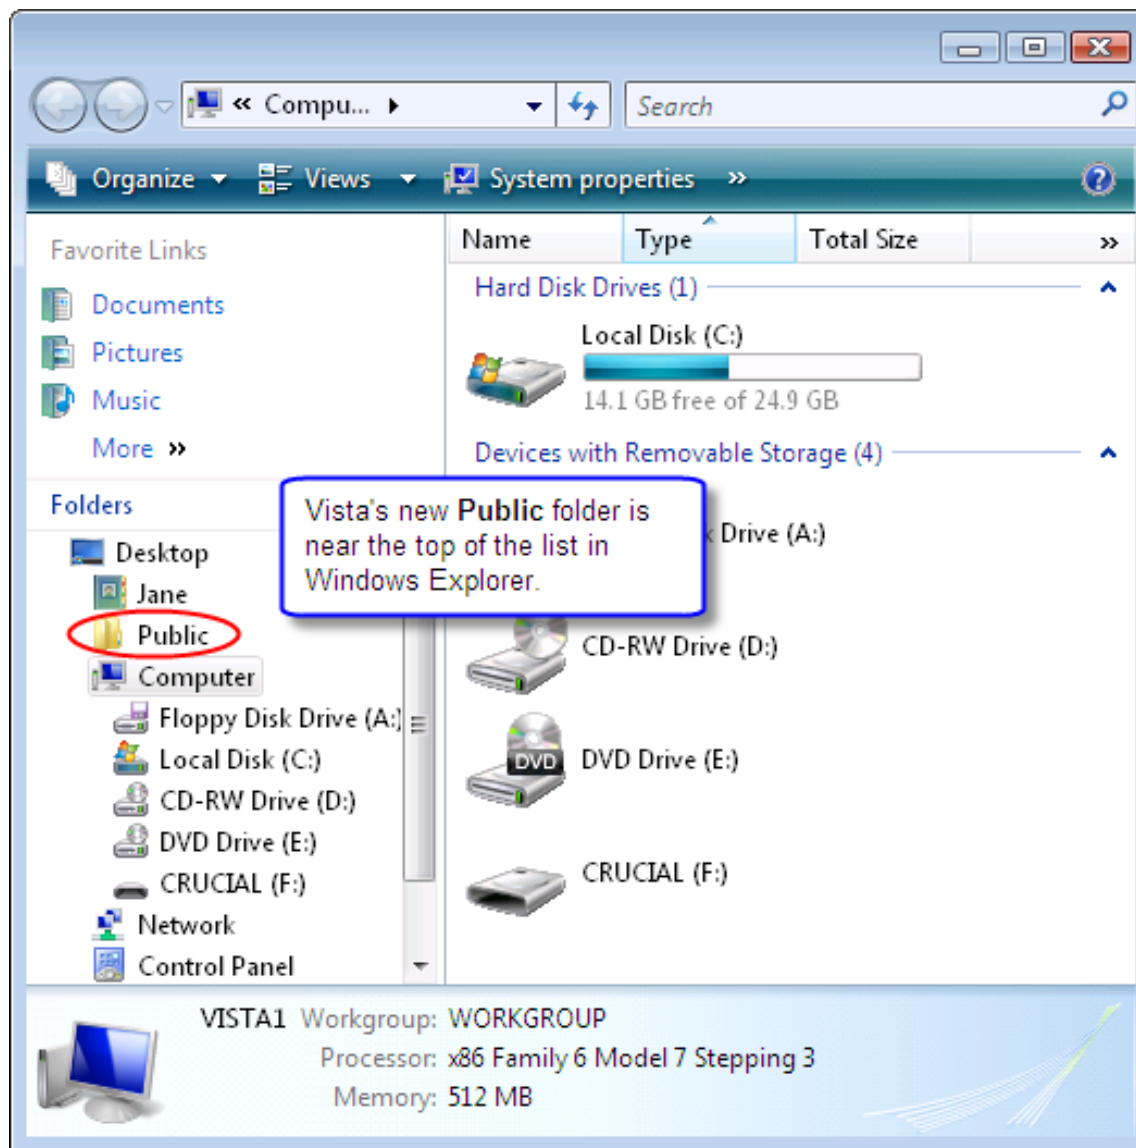 « Compu...
Search
Organize
Views
System properties »
Favorite Links
Documents
Pictures
Music
More »
Folders
Desktop
Jane
Public
Computer
Floppy Disk Drive (A:)
Local Disk (C:)
CD-RW Drive (D:)
DVD Drive (E:)
CRUCIAL (F:)
Network
Control Panel
Name Type Total Size »
Hard Disk Drives (1)
Local Disk (C:)
14.1 GB free of 24.9 GB
Devices with Removable Storage (4)
Vista's new Public folder is
near the top of the list in
Windows Explorer.
Drive (A:)
CD-RW Drive (D:)
DVD
DVD Drive (E:)
CRUCIAL (F:)
VISTA1 Workgroup: WORKGROUP
Processor: x86 Family 6 Model 7 Stepping 3
Memory: 512 MB